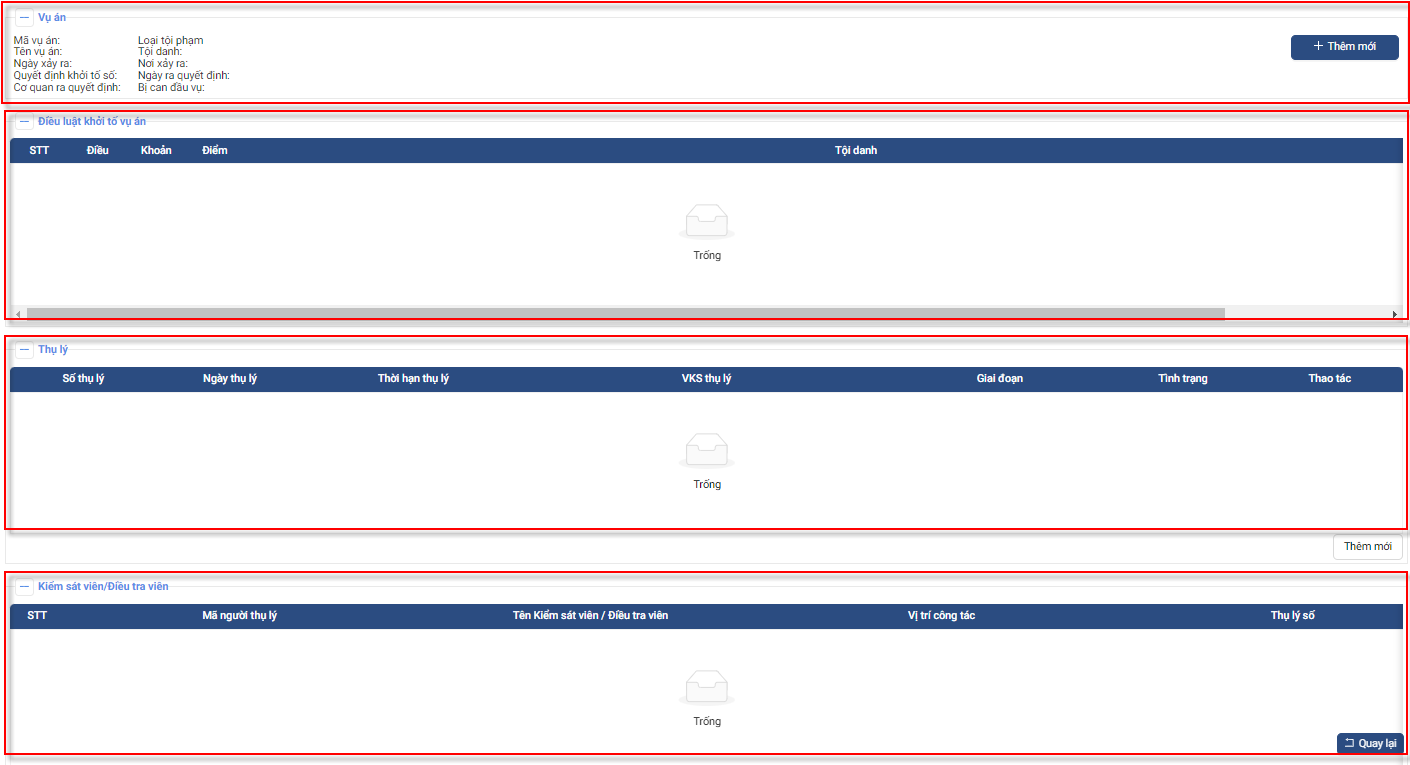 Vụ án
Mã vụ án: Loại tội phạm
Tên vụ án: Tội danh:
Ngày xảy ra: Nơi xảy ra:
Quyết định khởi tố số: Ngày ra quyết định:
Cơ quan ra quyết định: Bị can đầu vụ:
+ Thêm mới
Điều luật khởi tố vụ án
STT Điều Khoản Điểm Tội danh
Trống
Thụ lý
Số thụ lý Ngày thụ lý Thời hạn thụ lý VKS thụ lý Giai đoạn Tình trạng Thao tác
Trống
Thêm mới
Kiểm sát viên/Điều tra viên
STT Mã người thụ lý Tên Kiểm sát viên / Điều tra viên Vị trí công tác Thụ lý số
Trống
Quay lại